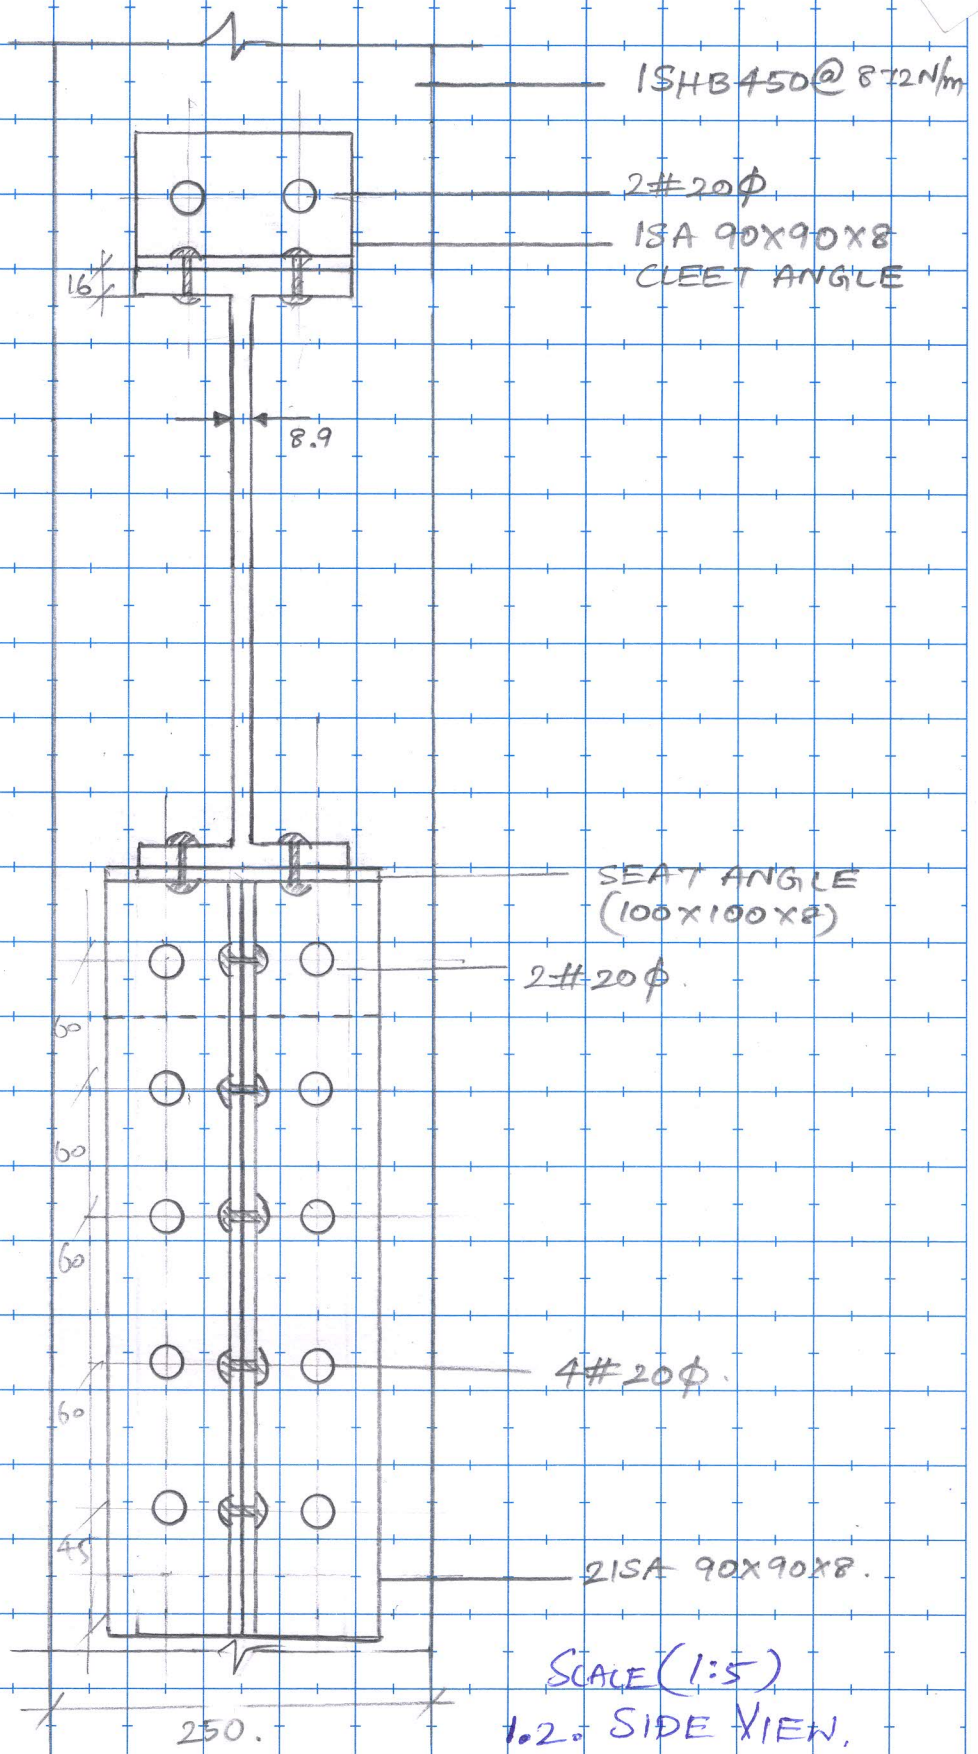 ISHB450@872N/m
2#20ϕ
ISA 90X90X8
CLEET ANGLE
16
8.9
SEAT ANGLE
(100X100X8)
2#20ϕ.
60
60
60
4#20ϕ.
60
45
2ISA 90X90X8.
SCALE(1:5)
250.
1.2. SIDE VIEW.